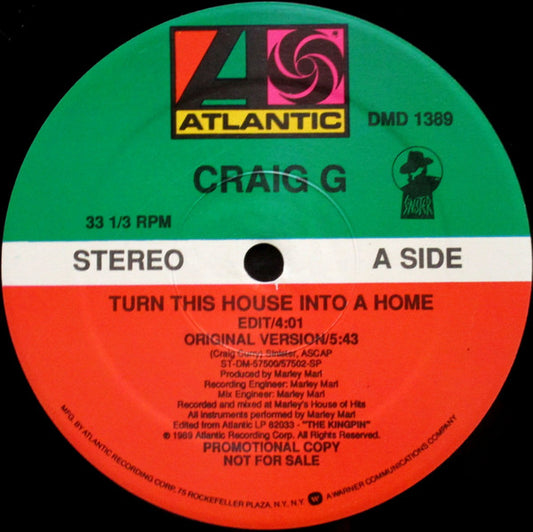 ATLANTIC
DMD 1389
CRAIG G
SINISTER
33 1/3 RPM
STEREO
A SIDE
TURN THIS HOUSE INTO A HOME
EDIT/4:01
ORIGINAL VERSION/5:43
(Craig Curry) Sinister, ASCAP
ST-DM-57500/57502-SP
Produced by Marley Marl
Recording Engineer: Marley Marl
Mix Engineer: Marley Marl
Recorded and mixed at Marley's House of Hits
All instruments performed by Marley Marl
Edited from Atlantic LP 82033 - "THE KINGPIN"
℗ 1989 Atlantic Recording Corp. All Rights Reserved.
PROMOTIONAL COPY
NOT FOR SALE
MFG. BY ATLANTIC RECORDING CORP. 75 ROCKEFELLER PLAZA, N.Y. N.Y. A WARNER COMMUNICATIONS COMPANY